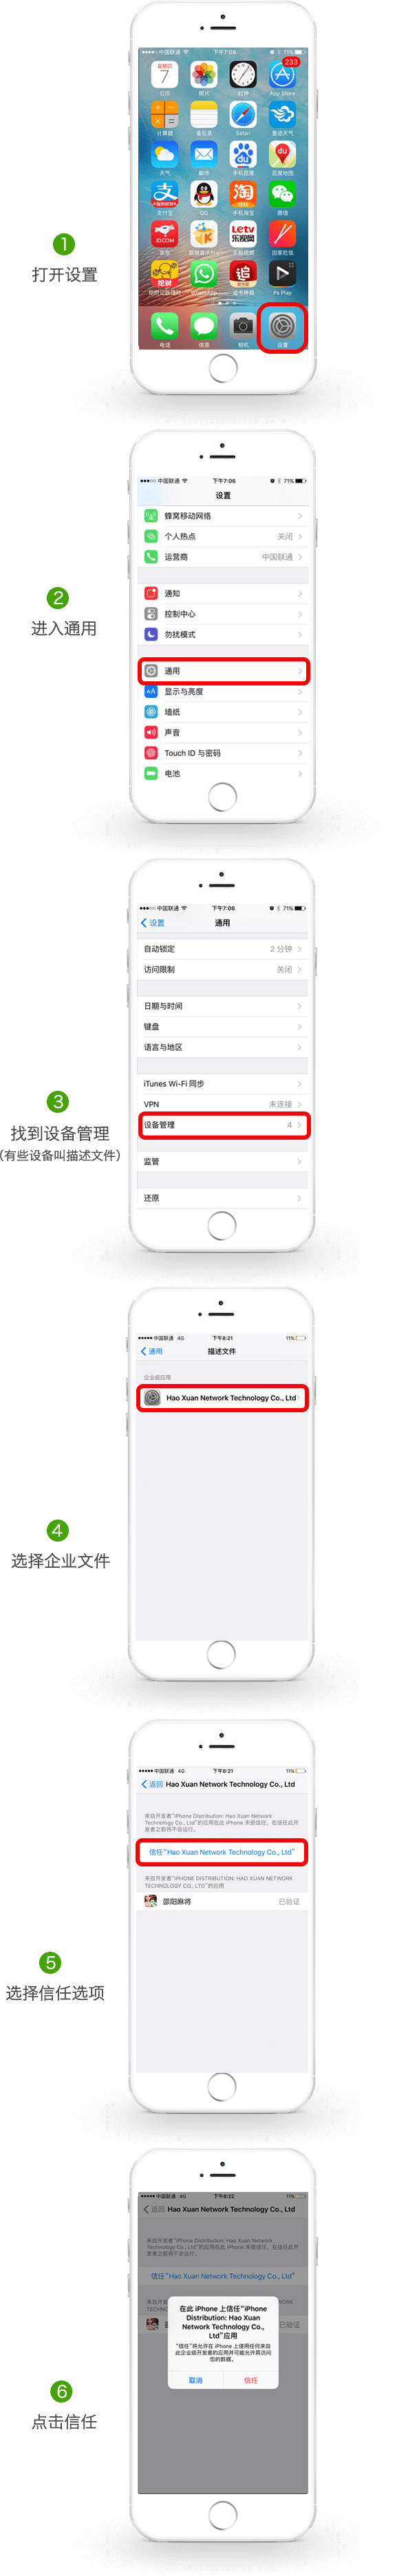 ●●●●○ 中国联通 下午7:06 71%
星期四
7
233
日历 照片 时钟 App Store
计算器 备忘录 Safari 墨迹天气
du
天气 邮件 手机百度 百度地图
支 淘
支付宝 QQ 手机淘宝 微信
JD.COM Letv 乐视网
京东 回家吃饭
挖财 追
WhatsApp 追书神器 Ps Play
电话 信息 相机 设置
1
打开设置
●●●○○ 中国联通 下午7:06 71%
设置
蜂窝移动网络
个人热点 关闭
运营商 中国联通
通知
控制中心
勿扰模式
通用
AA 显示与亮度
墙纸
声音
Touch ID 与密码
电池
2
进入通用
●●●○○ 中国联通 下午7:06 71%
设置 通用
自动锁定 2 分钟
访问限制 关闭
日期与时间
键盘
语言与地区
iTunes Wi-Fi 同步
VPN 未连接
设备管理 4
监管
还原
3
找到设备管理
(有些设备叫描述文件)
●●●●● 中国联通 4G 下午8:21 11%
通用 描述文件
企业级应用
Hao Xuan Network Technology Co., Ltd
4
选择企业文件
●●●●● 中国联通 4G 下午8:21 11%
返回 Hao Xuan Network Technology Co., Ltd
来自开发者"iPhone Distribution: Hao Xuan Network
Technology Co., Ltd"的应用在此 iPhone 未受信任。在信任此开
发者之前将不会运行。
信任"Hao Xuan Network Technology Co., Ltd"
来自开发者"IPHONE DISTRIBUTION: HAO XUAN NETWORK
TECHNOLOGY CO., LTD"的应用
邵阳麻将 已验证
5
选择信任选项
●●●●● 中国联通 4G 下午8:22 11%
返回 Hao Xuan Network Technology Co., Ltd
来自开发者"iPhone Distribution: Hao Xuan Network
Technology Co., Ltd"的应用在此 iPhone 未受信任。在信任此开
发者之前将不会运行。
信任"Hao Xuan Network Technology Co., Ltd"
来自开
TECHNO
已验证
在此 iPhone 上信任"iPhone
Distribution: Hao Xuan
Network Technology Co.,
Ltd"应用
"信任"将允许在 iPhone 上使用任何来自
此企业级开发者的应用并可能允许其访问
您的数据。
取消 信任
6
点击信任